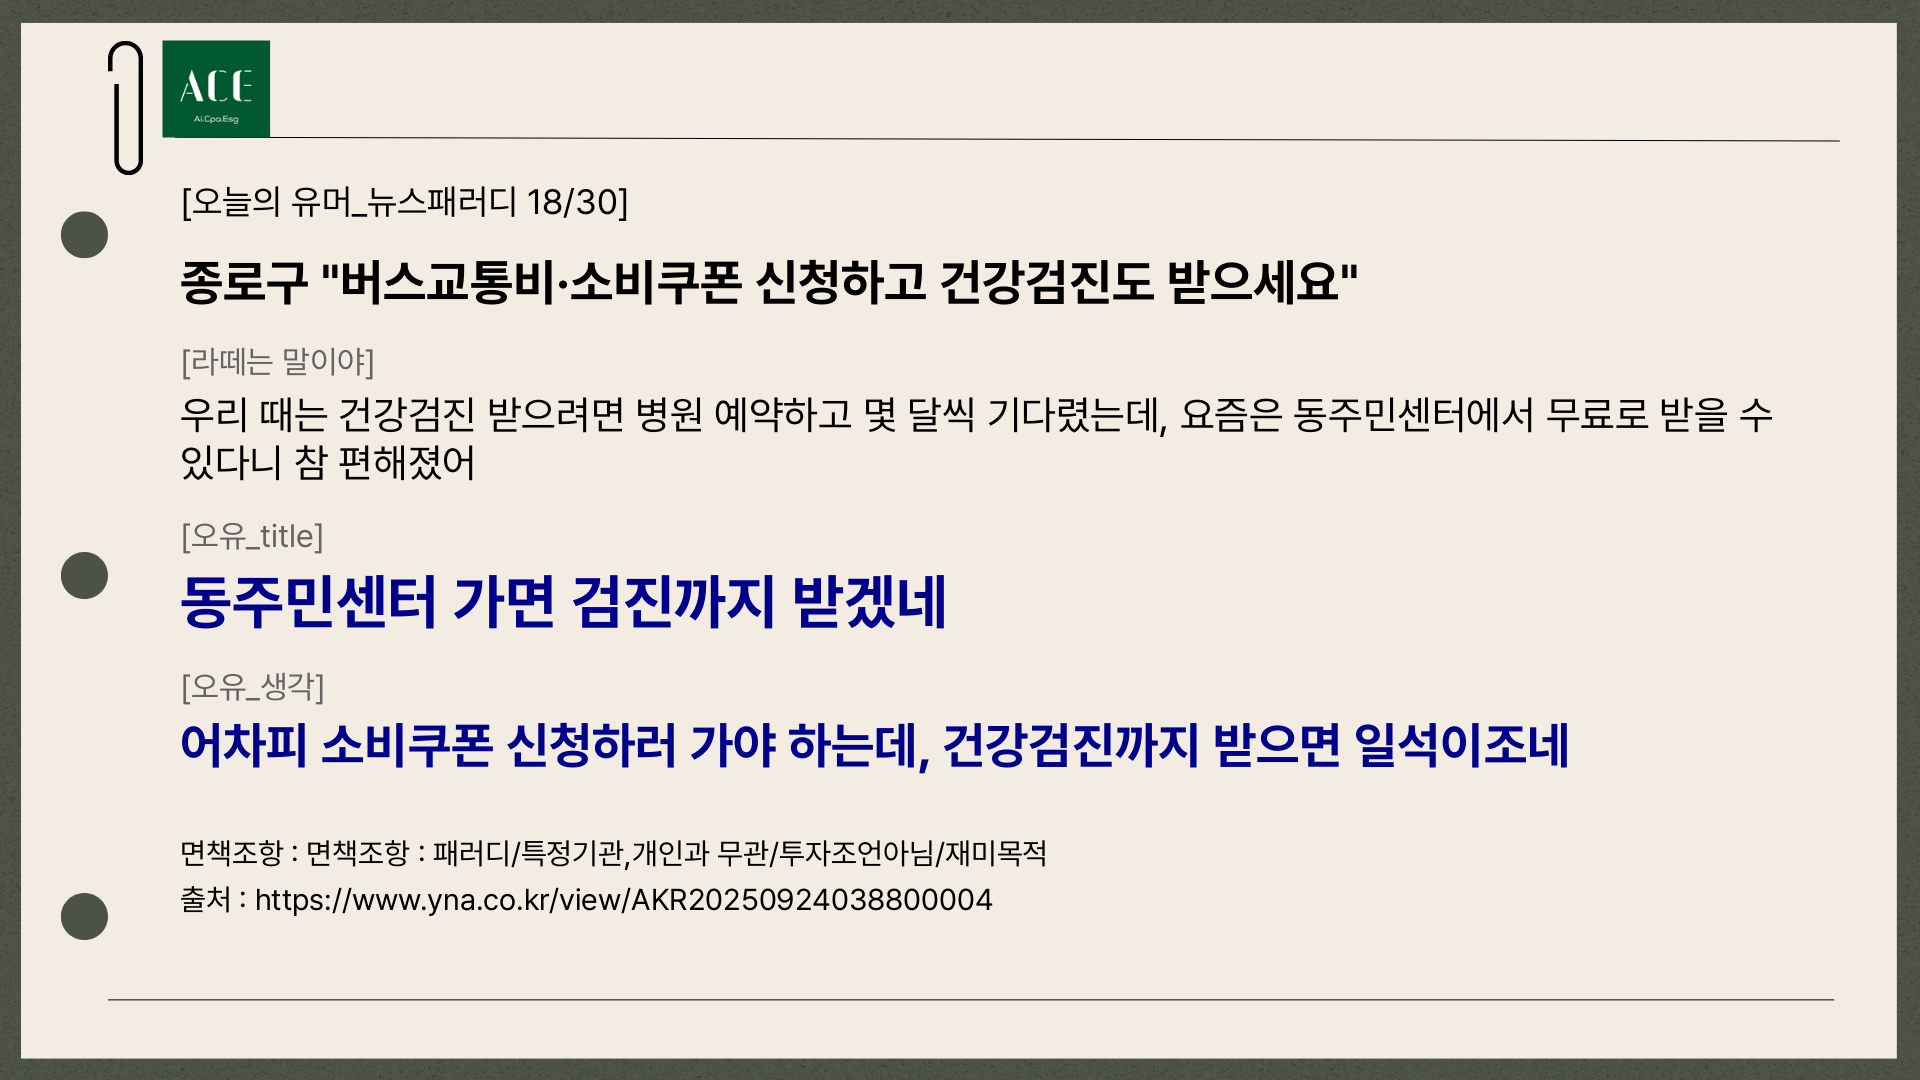 ACE
Ai.Cpa.Esg
[오늘의 유머_뉴스패러디 18/30]
종로구 "버스교통비·소비쿠폰 신청하고 건강검진도 받으세요"
[라떼는 말이야]
우리 때는 건강검진 받으려면 병원 예약하고 몇 달씩 기다렸는데, 요즘은 동주민센터에서 무료로 받을 수
있다니 참 편해졌어
[오유_title]
동주민센터 가면 검진까지 받겠네
[오유_생각]
어차피 소비쿠폰 신청하러 가야 하는데, 건강검진까지 받으면 일석이조네
면책조항 : 면책조항 : 패러디/특정기관,개인과 무관/투자조언아님/재미목적
출처 : https://www.yna.co.kr/view/AKR20250924038800004